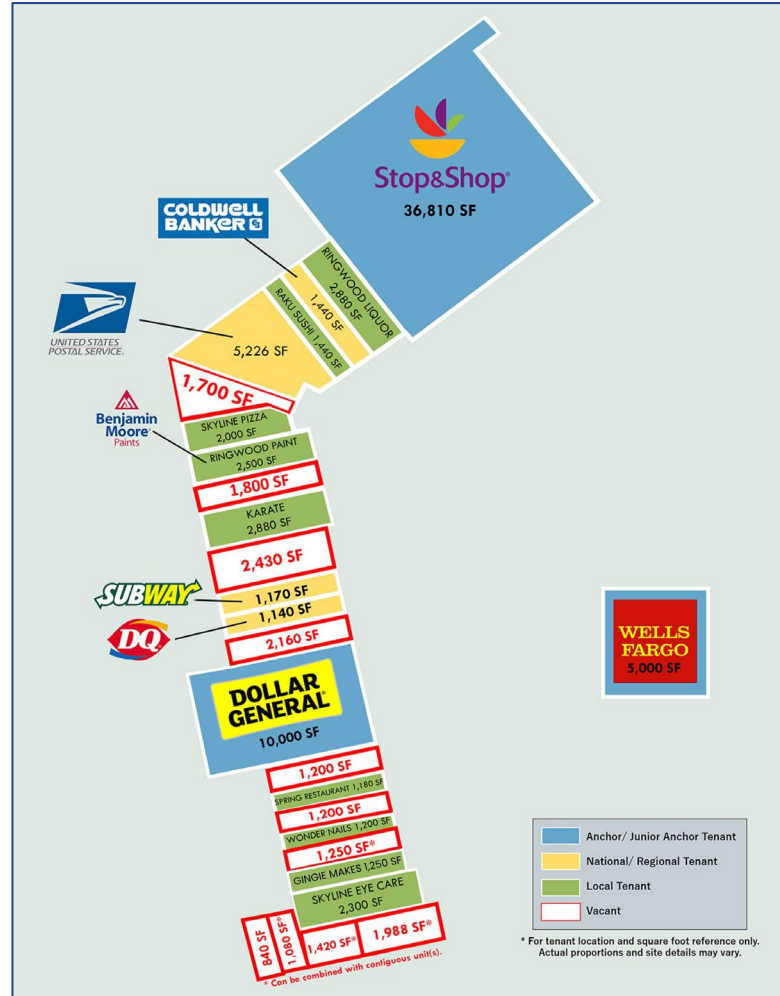 Stop&Shop®
36,810 SF
COLDWELL
BANKER
RINGWOOD LIQUOR
2,880 SF
1,440 SF
RAKU SUSHI 1,440 SF
UNITED STATES
POSTAL SERVICE.
5,226 SF
1,700 SF
Benjamin
Moore®
Paints
SKYLINE PIZZA
2,000 SF
RINGWOOD PAINT
2,500 SF
1,800 SF
KARATE
2,880 SF
2,430 SF
SUBWAY
1,170 SF
DQ
1,140 SF
2,160 SF
WELLS
FARGO
5,000 SF
DOLLAR
GENERAL
10,000 SF
1,200 SF
SPRING RESTAURANT 1,180 SF
1,200 SF
WONDER NAILS 1,200 SF
1,250 SF*
GINGIE MAKES 1,250 SF
SKYLINE EYE CARE
2,300 SF
840 SF
1,080 SF*
1,420 SF*
1,988 SF*
* Can be combined with contiguous unit(s).
Anchor/ Junior Anchor Tenant
National/ Regional Tenant
Local Tenant
Vacant
* For tenant location and square foot reference only.
Actual proportions and site details may vary.